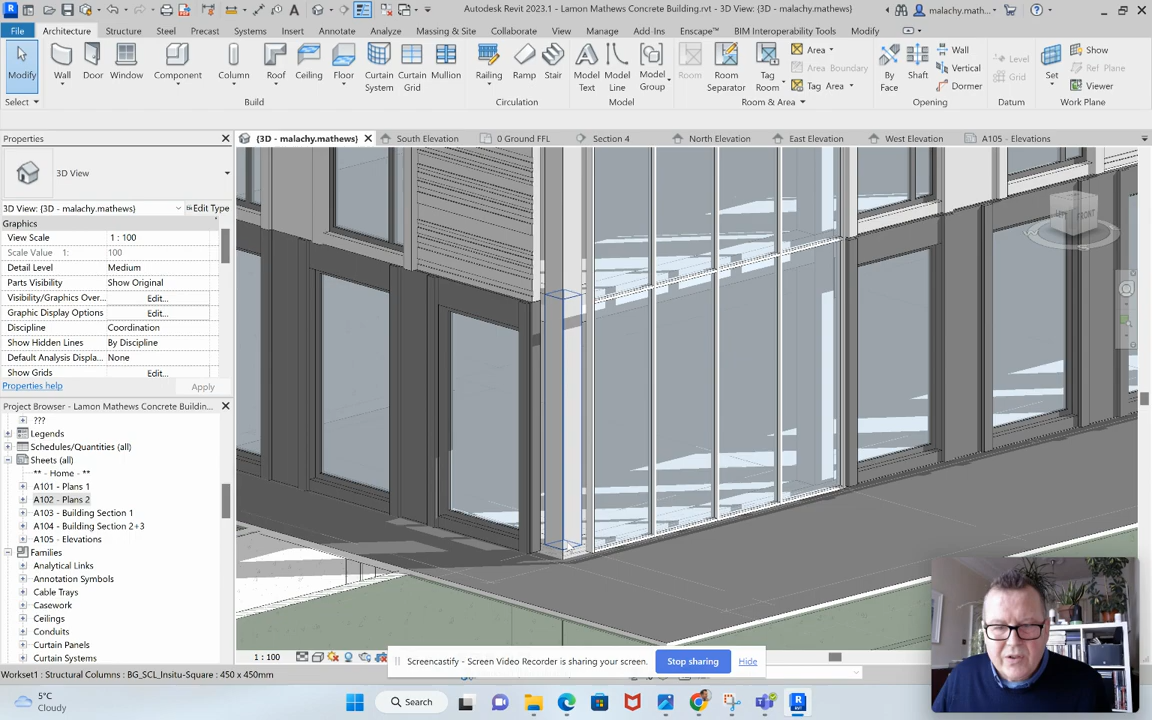 Autodesk Revit 2023.1 - Lamon Mathews Concrete Building.rvt - 3D View: {3D - malachy.mathews}
malachy.math...
File Architecture Structure Steel Precast Systems Insert Annotate Analyze Massing & Site Collaborate View Manage Add-Ins Enscape™ BIM Interoperability Tools Modify
Modify Wall Door Window Component Column Roof Ceiling Floor Curtain System Curtain Grid Mullion Railing Ramp Stair Model Text Model Line Model Group Room Room Separator Tag Room Area Area Boundary Tag Area By Face Shaft Wall Vertical Dormer Level Grid Set Show Ref Plane Viewer
Select Build Circulation Model Room & Area Opening Datum Work Plane
Properties
{3D - malachy.mathews} South Elevation 0 Ground FFL Section 4 North Elevation East Elevation West Elevation A105 - Elevations
3D View
3D View: {3D - malachy.mathews} Edit Type
Graphics
View Scale 1 : 100
Scale Value 1: 100
Detail Level Medium
Parts Visibility Show Original
Visibility/Graphics Over... Edit...
Graphic Display Options Edit...
Discipline Coordination
Show Hidden Lines By Discipline
Default Analysis Displa... None
Show Grids Edit...
Properties help Apply
Project Browser - Lamon Mathews Concrete Buildin...
???
Legends
Schedules/Quantities (all)
Sheets (all)
** - Home - **
A101 - Plans 1
A102 - Plans 2
A103 - Building Section 1
A104 - Building Section 2+3
A105 - Elevations
Families
Analytical Links
Annotation Symbols
Cable Trays
Casework
Ceilings
Conduits
Curtain Panels
Curtain Systems
LEFT FRONT
1 : 100
Screencastify - Screen Video Recorder is sharing your screen. Stop sharing Hide
Workset1 : Structural Columns : BG_SCL_Insitu-Square : 450 x 450mm
5°C
Cloudy
Search